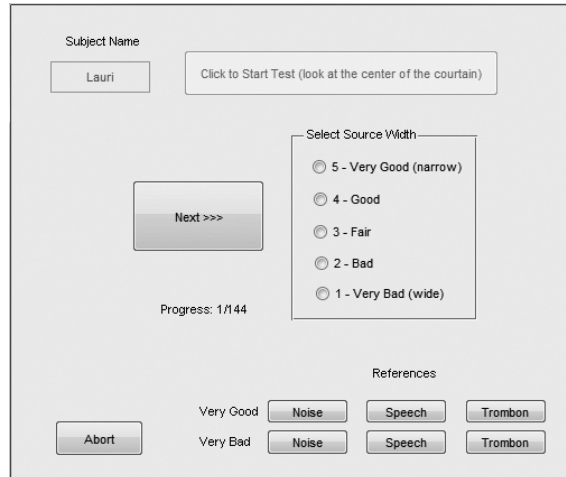 Subject Name
Lauri
Click to Start Test (look at the center of the courtain)
Select Source Width
5 - Very Good (narrow)
4 - Good
Next >>>
3 - Fair
2 - Bad
1 - Very Bad (wide)
Progress: 1/144
References
Very Good Noise Speech Trombon
Abort
Very Bad Noise Speech Trombon